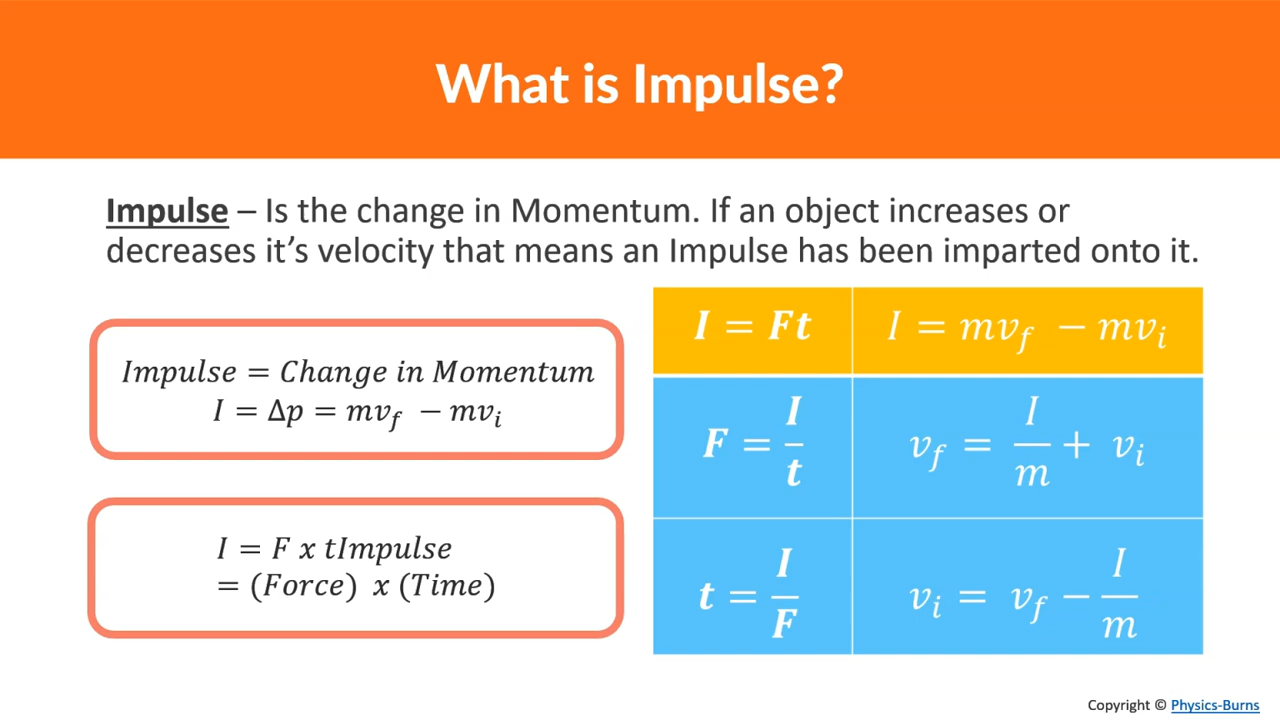 What is Impulse?
Impulse – Is the change in Momentum. If an object increases or
decreases it's velocity that means an Impulse has been imparted onto it.
Impulse = Change in Momentum
I = Δp = mv_f − mv_i
I = F x tImpulse
= (Force) x (Time)
I = Ft
I = mv_f − mv_i
F = I/t
v_f = I/m + v_i
t = I/F
v_i = v_f − I/m
Copyright © Physics-Burns